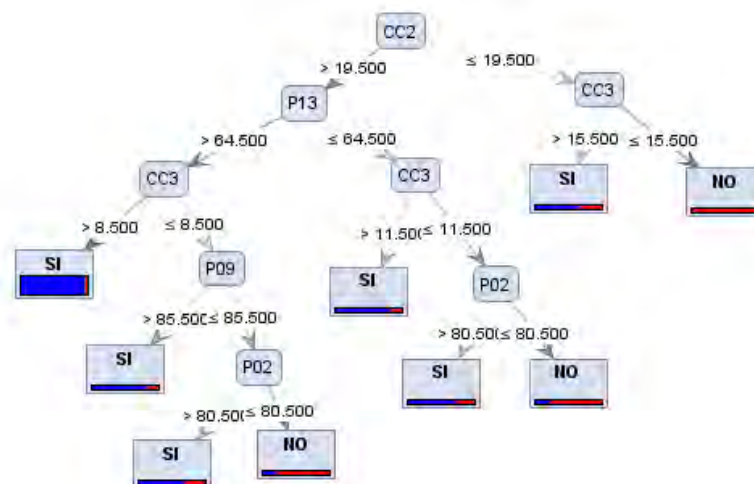 CC2
> 19.500
≤ 19.500
P13
CC3
> 64.500
≤ 64.500
> 15.500
≤ 15.500
CC3
CC3
SI
NO
> 8.500
≤ 8.500
> 11.50
≤ 11.500
SI
P09
SI
P02
> 85.50
≤ 85.500
> 80.50
≤ 80.500
SI
P02
SI
NO
> 80.50
≤ 80.500
SI
NO